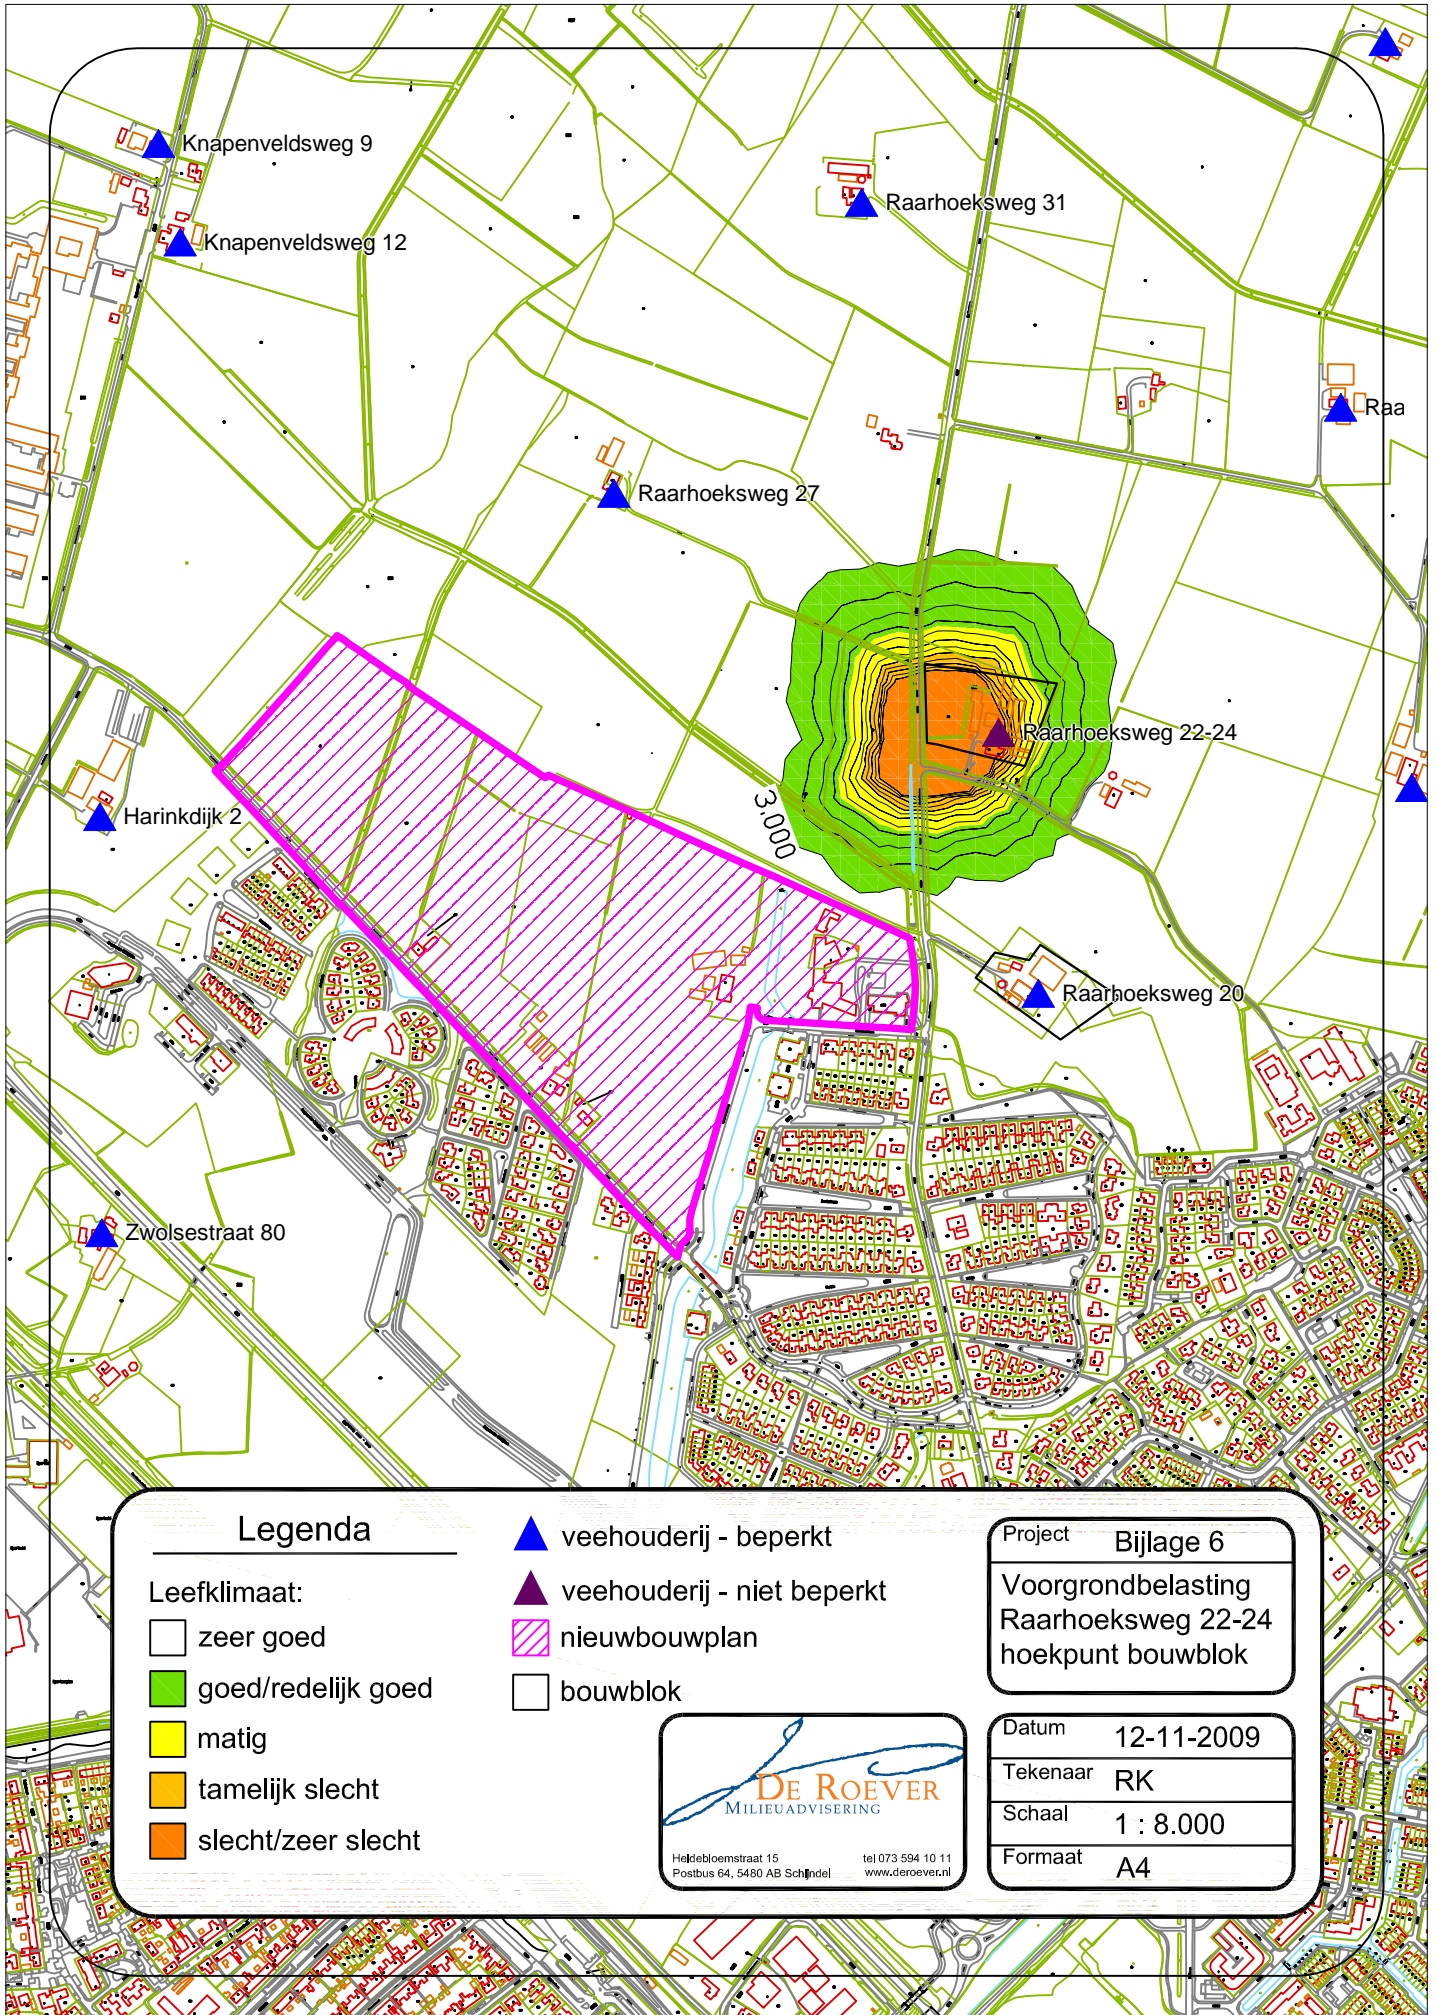 Knapenveldsweg 9
Raarhoeksweg 31
Knapenveldsweg 12
Raa
Raarhoeksweg 27
Raarhoeksweg 22-24
3.000
Harinkdijk 2
Raarhoeksweg 20
Zwolsestraat 80
Legenda
Leefklimaat:
zeer goed
goed/redelijk goed
matig
tamelijk slecht
slecht/zeer slecht
veehouderij - beperkt
veehouderij - niet beperkt
nieuwbouwplan
bouwblok
DE ROEVER
MILIEUADVISERING
Heidebloemstraat 15 tel 073 594 10 11
Postbus 64, 5480 AB Schijndel www.deroever.nl
Project Bijlage 6
Voorgrondbelasting
Raarhoeksweg 22-24
hoekpunt bouwblok
Datum 12-11-2009
Tekenaar RK
Schaal 1 : 8.000
Formaat A4